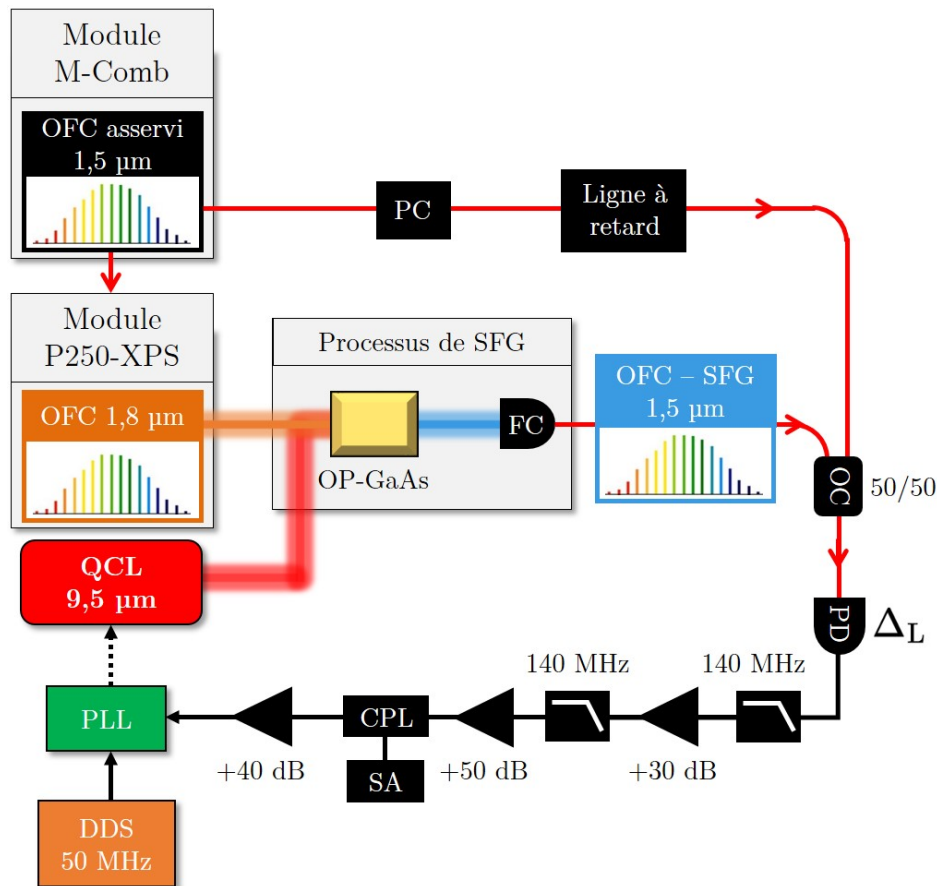 Module
M-Comb
OFC asservi
1,5 µm
PC
Ligne à
retard
Module
P250-XPS
OFC 1,8 µm
Processus de SFG
OP-GaAs
FC
OFC – SFG
1,5 µm
OC
50/50
QCL
9,5 µm
PD
Δ_L
140 MHz
140 MHz
PLL
CPL
SA
+40 dB
+50 dB
+30 dB
DDS
50 MHz